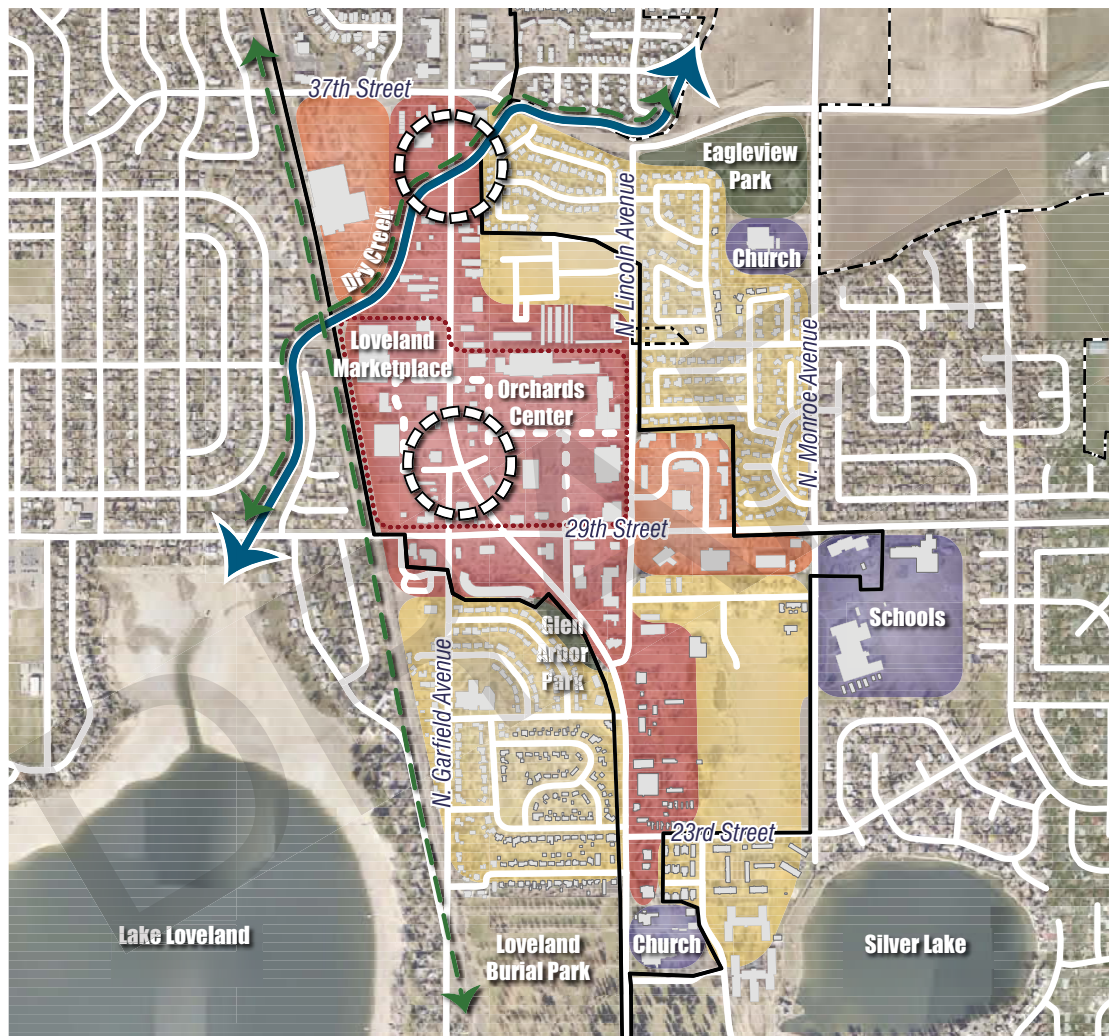 37th Street
Eagleview
Park
Church
N. Lincoln Avenue
Dry Creek
Loveland
Marketplace
Orchards
Center
N. Monroe Avenue
29th Street
Schools
Glen
Arbor
Park
N. Garfield Avenue
23rd Street
Lake Loveland
Loveland
Burial Park
Church
Silver Lake